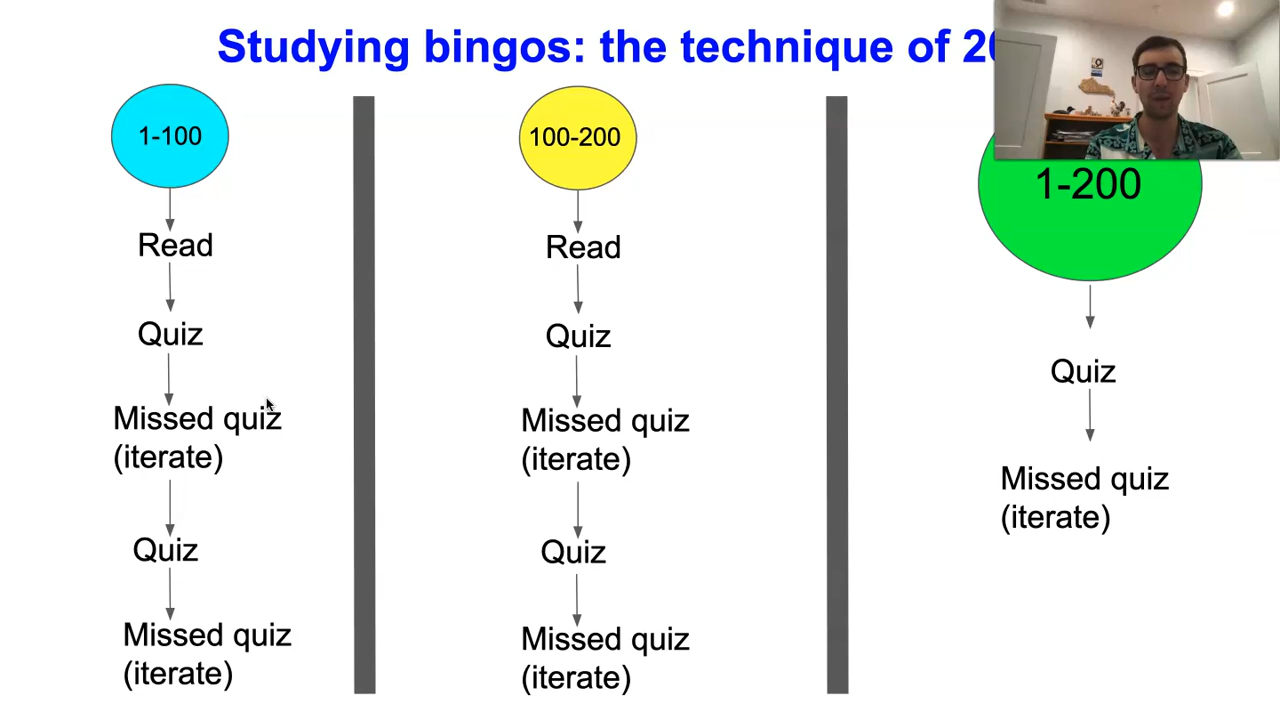 Studying bingos: the technique of
1-100
Read
Quiz
Missed quiz
(iterate)
Quiz
Missed quiz
(iterate)
100-200
Read
Quiz
Missed quiz
(iterate)
Quiz
Missed quiz
(iterate)
1-200
Quiz
Missed quiz
(iterate)